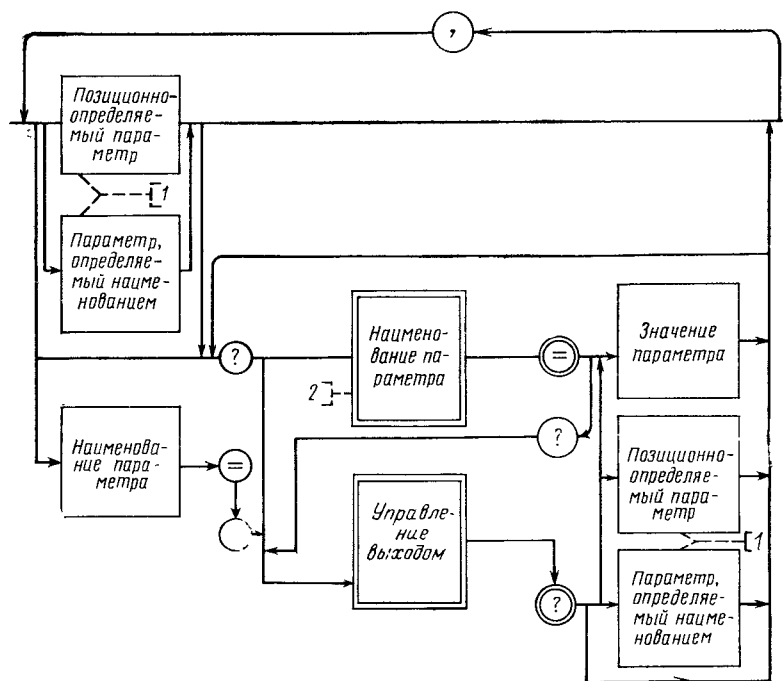 ,
Позиционно-
определяе-
мый пара-
метр
1
Параметр,
определяе-
мый наиме-
нованием
?
Наимено-
вание па-
раметра
=
Значение
параметра
2
?
Наименова-
ние пара-
метра
=
Позиционно-
определяе-
мый пара-
метр
Управле-
ние
выходом
1
?
Параметр,
определяе-
мый наиме-
нованием